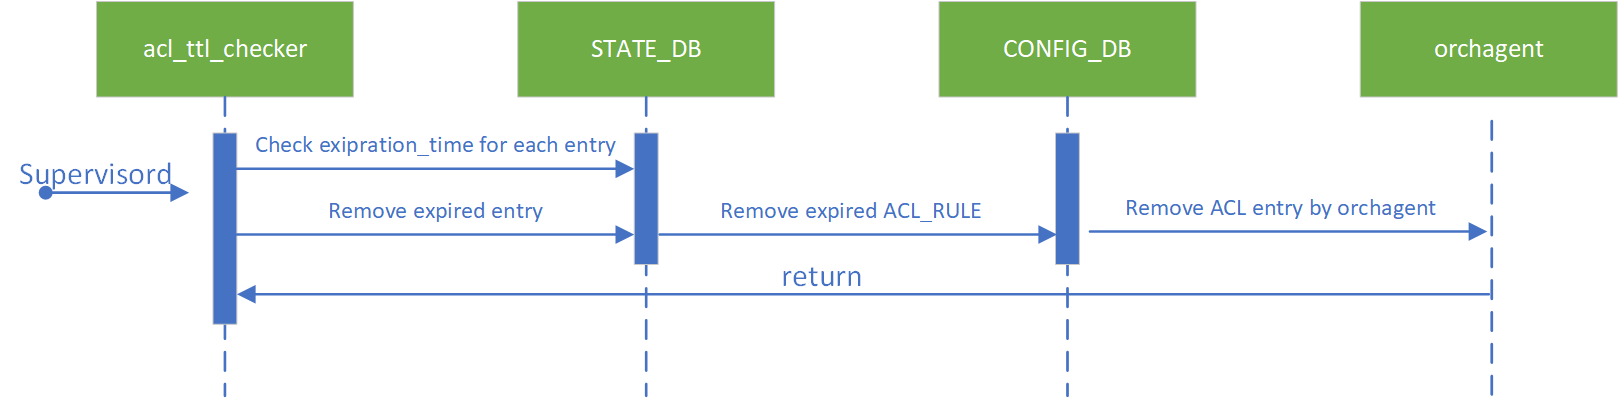 acl_ttl_checker
STATE_DB
CONFIG_DB
orchagent
Check exipration_time for each entry
Supervisord
Remove expired entry
Remove expired ACL_RULE
Remove ACL entry by orchagent
return